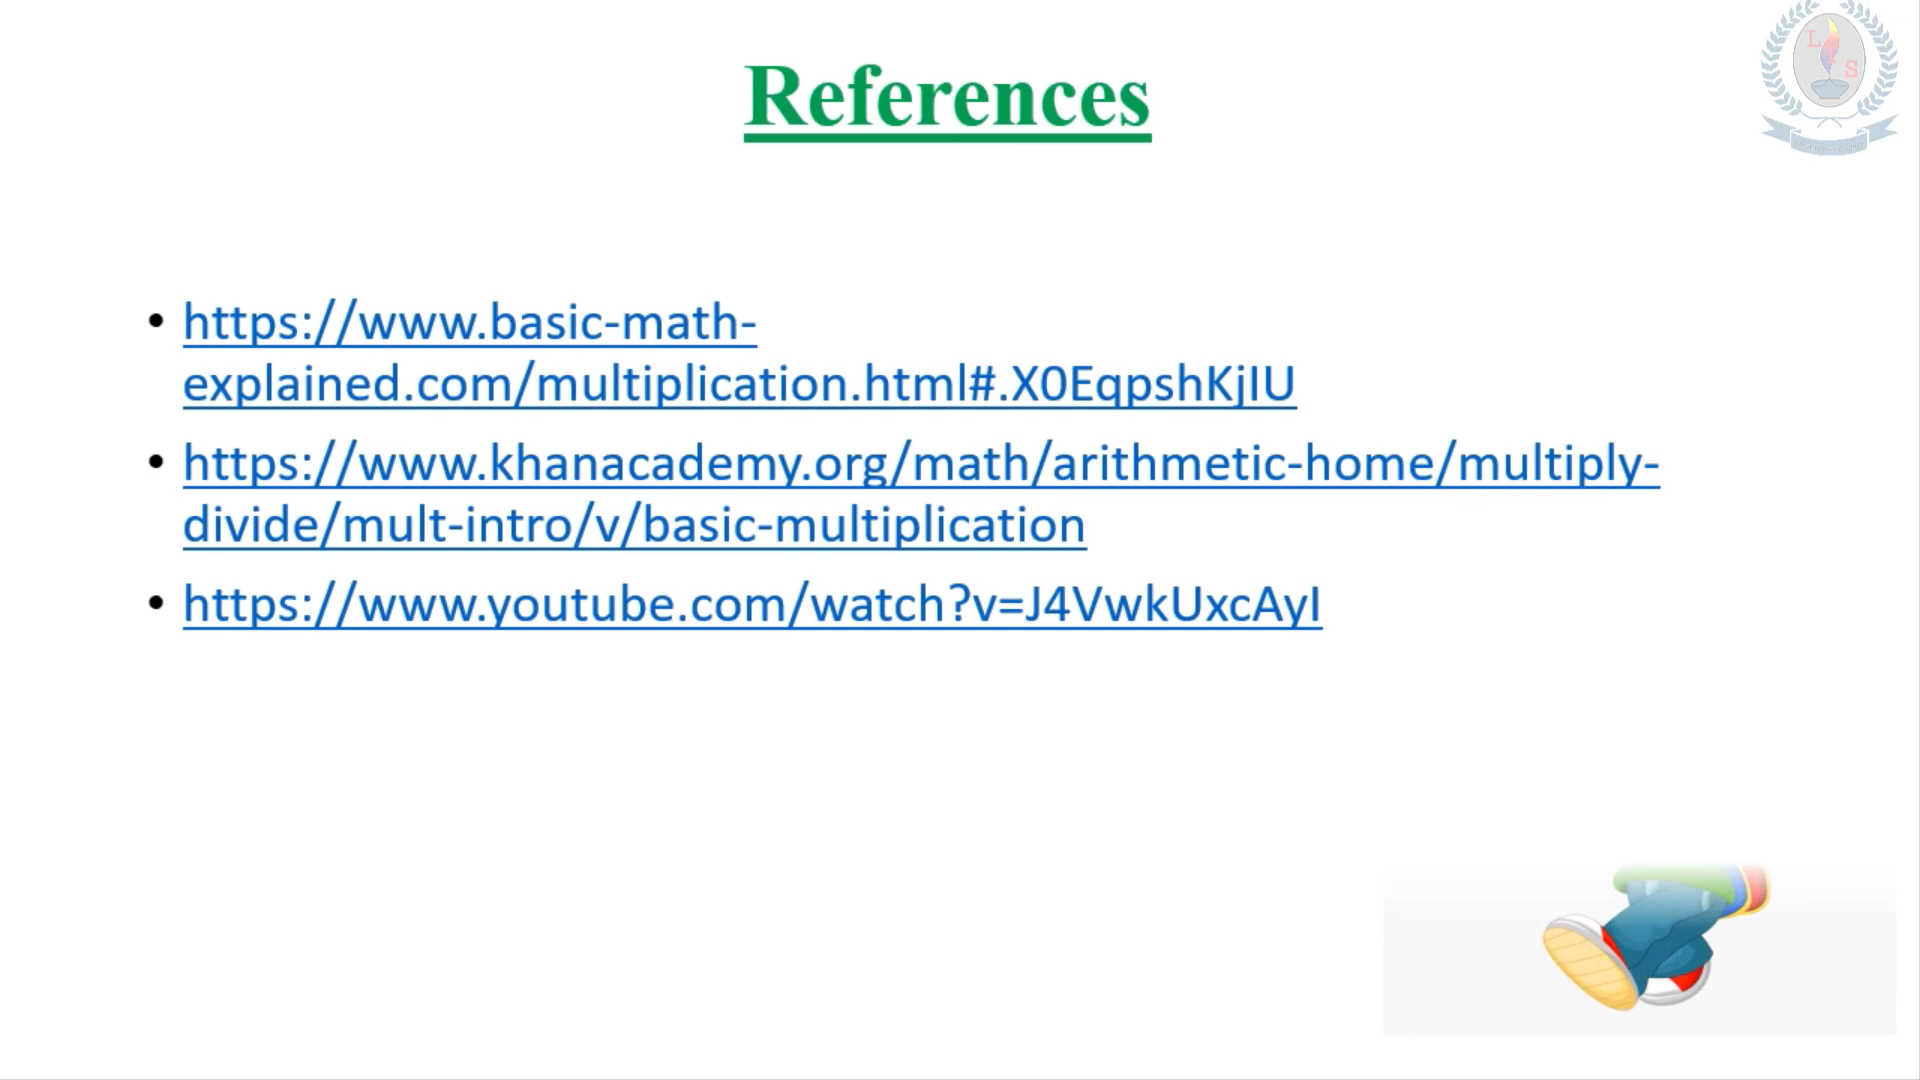 References
L
S
• https://www.basic-math-
explained.com/multiplication.html#.X0EqpshKjIU
• https://www.khanacademy.org/math/arithmetic-home/multiply-
divide/mult-intro/v/basic-multiplication
• https://www.youtube.com/watch?v=J4VwkUxcAyI